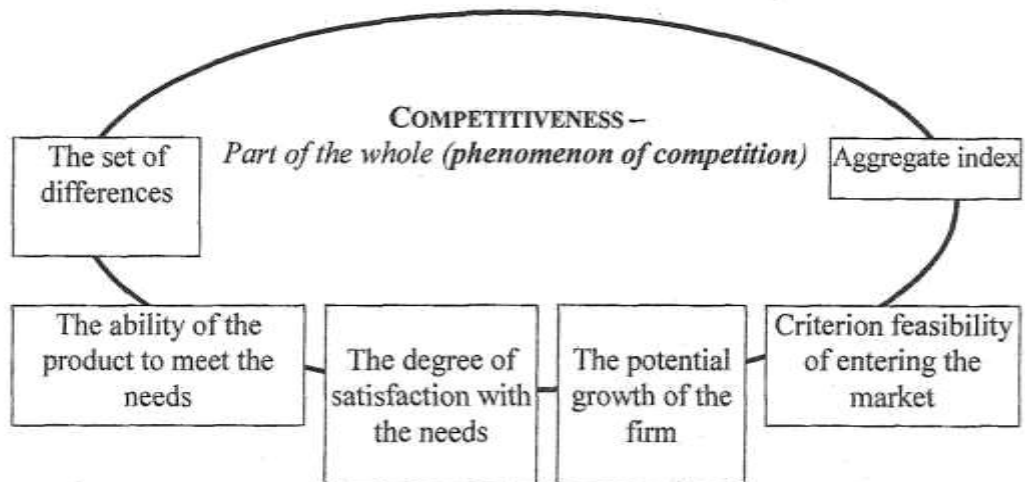 COMPETITIVENESS –
Part of the whole (phenomenon of competition)
The set of
differences
Aggregate index
The ability of the
product to meet the
needs
The degree of
satisfaction with
the needs
The potential
growth of the
firm
Criterion feasibility
of entering the
market